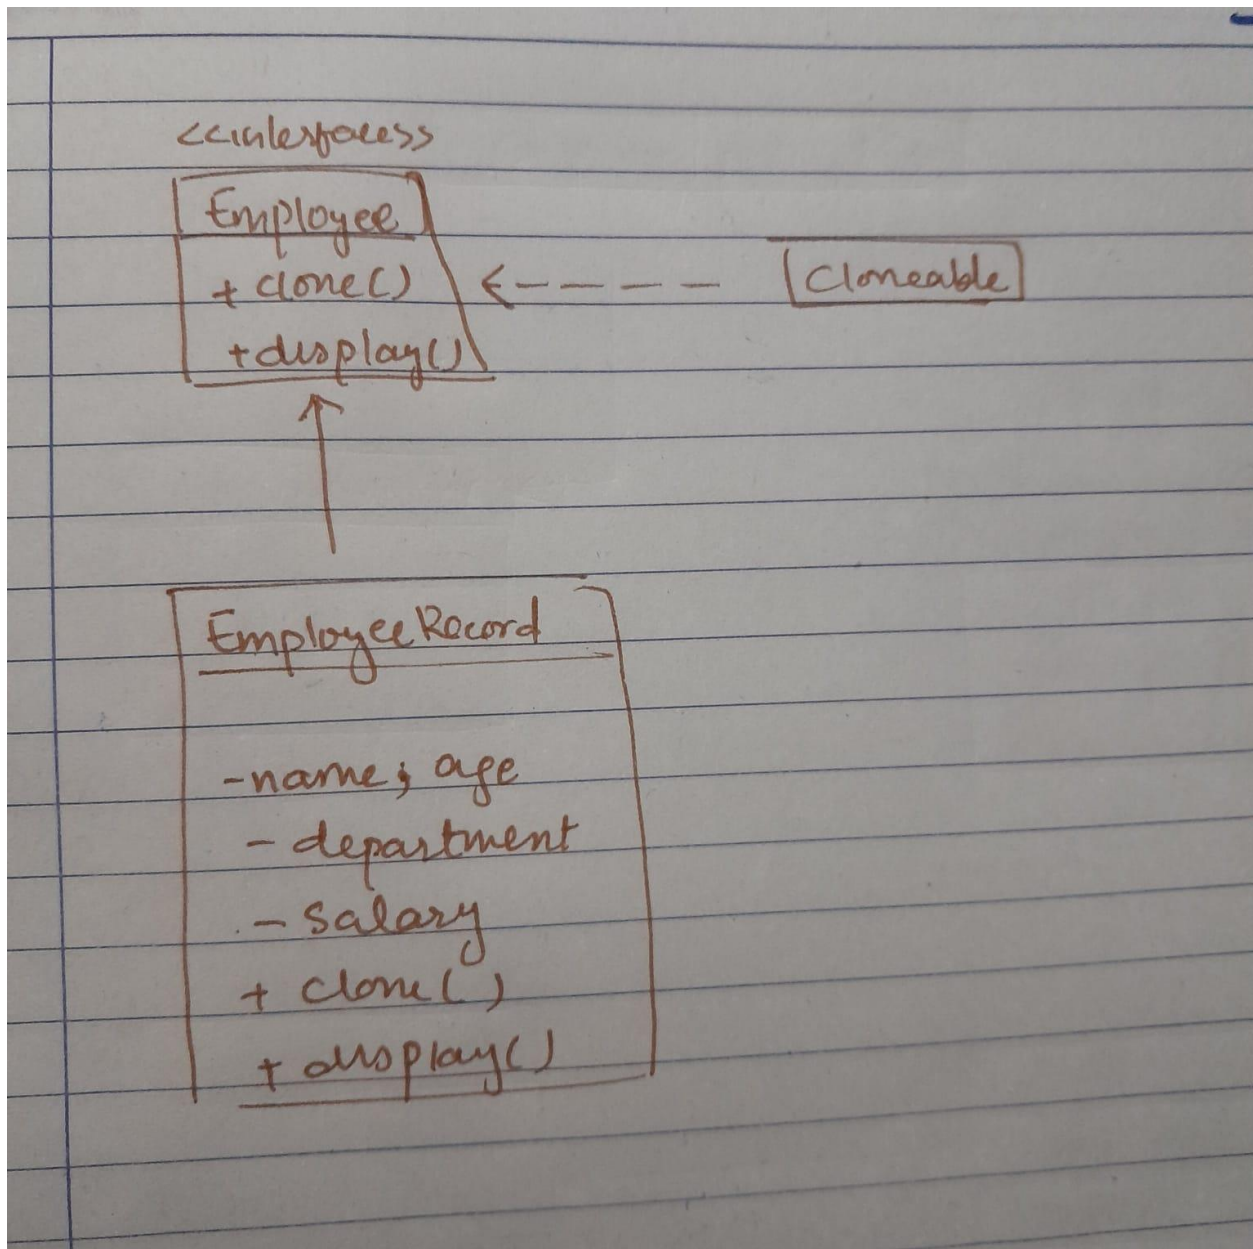 <<interface>>
Employee
+ clone()
+display()
Cloneable
EmployeeRecord
-name; age
- department
- salary
+ clone()
+ display()